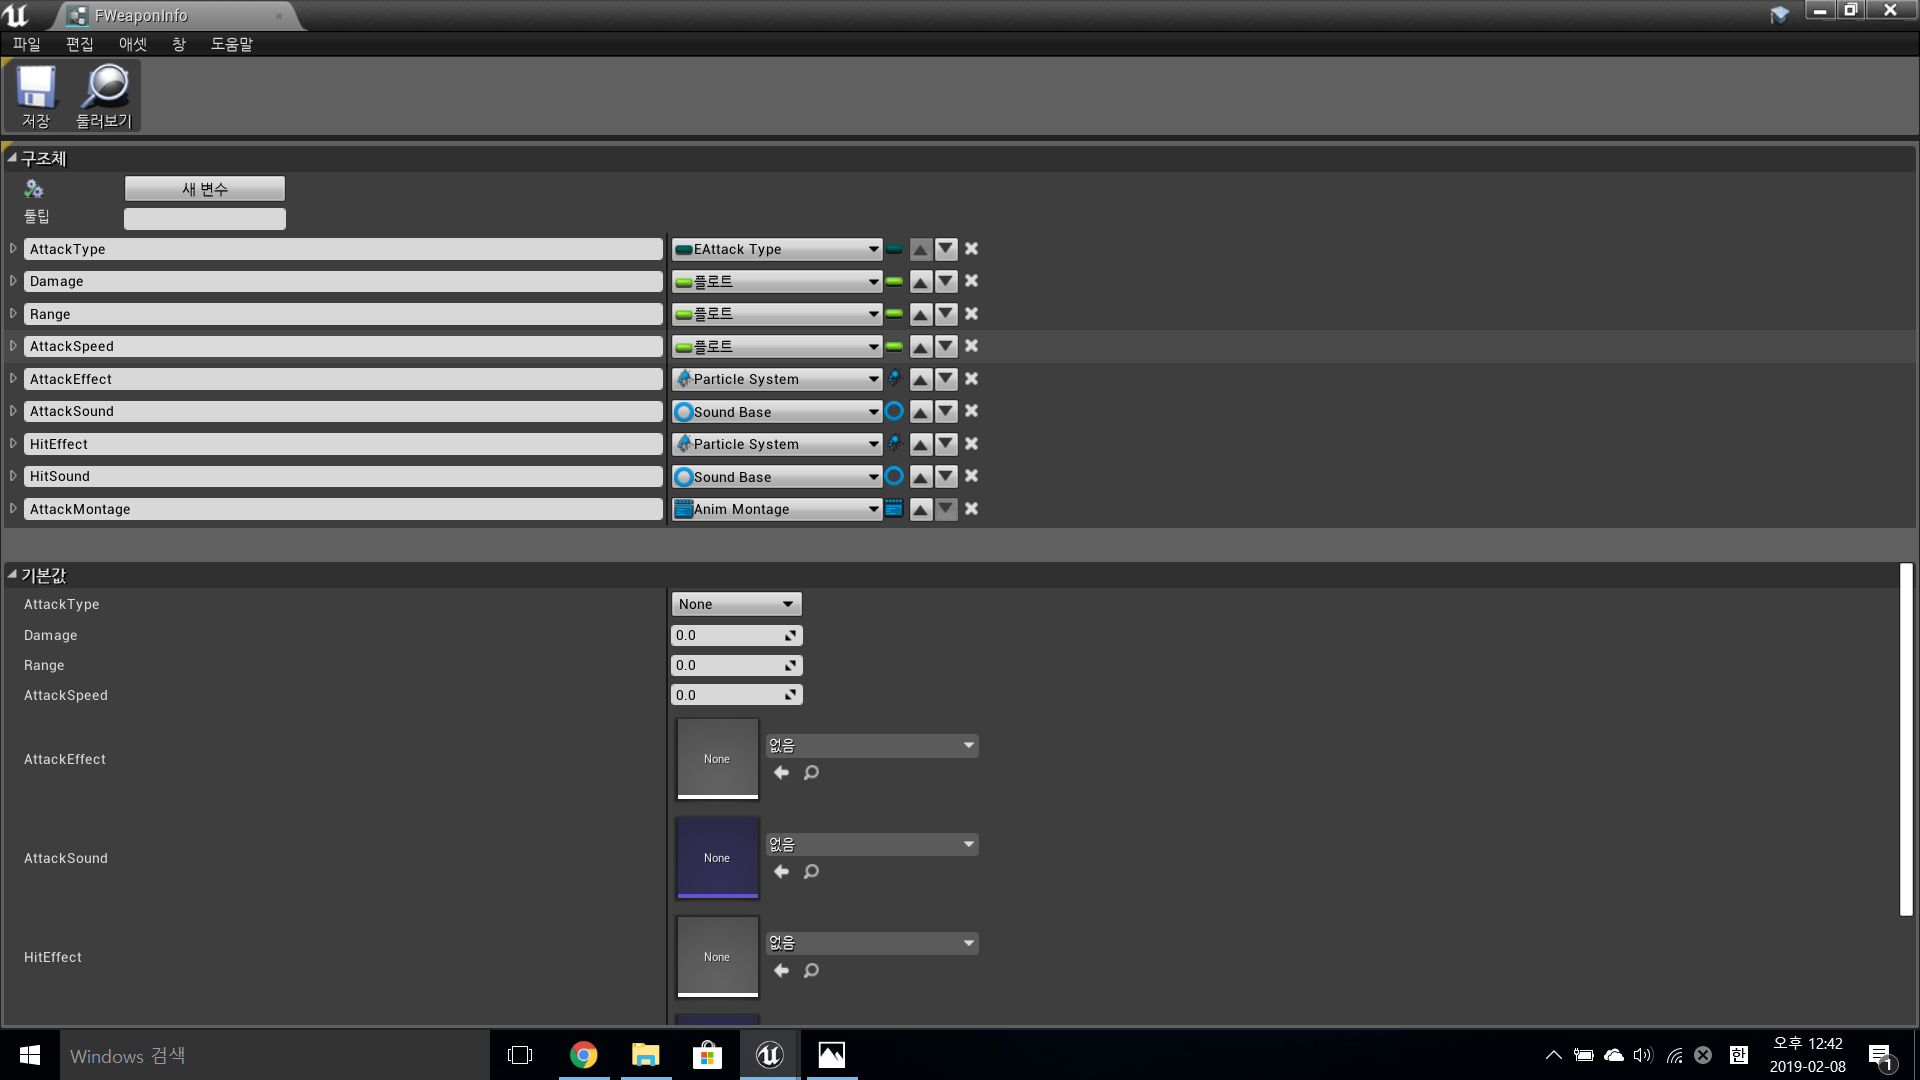 FWeaponInfo
파일 편집 애셋 창 도움말
저장 둘러보기
구조체
새 변수
툴팁
AttackType EAttack Type
Damage 플로트
Range 플로트
AttackSpeed 플로트
AttackEffect Particle System
AttackSound Sound Base
HitEffect Particle System
HitSound Sound Base
AttackMontage Anim Montage
기본값
AttackType None
Damage 0.0
Range 0.0
AttackSpeed 0.0
AttackEffect None 없음
AttackSound None 없음
HitEffect None 없음
Windows 검색
한
오후 12:42
2019-02-08
1